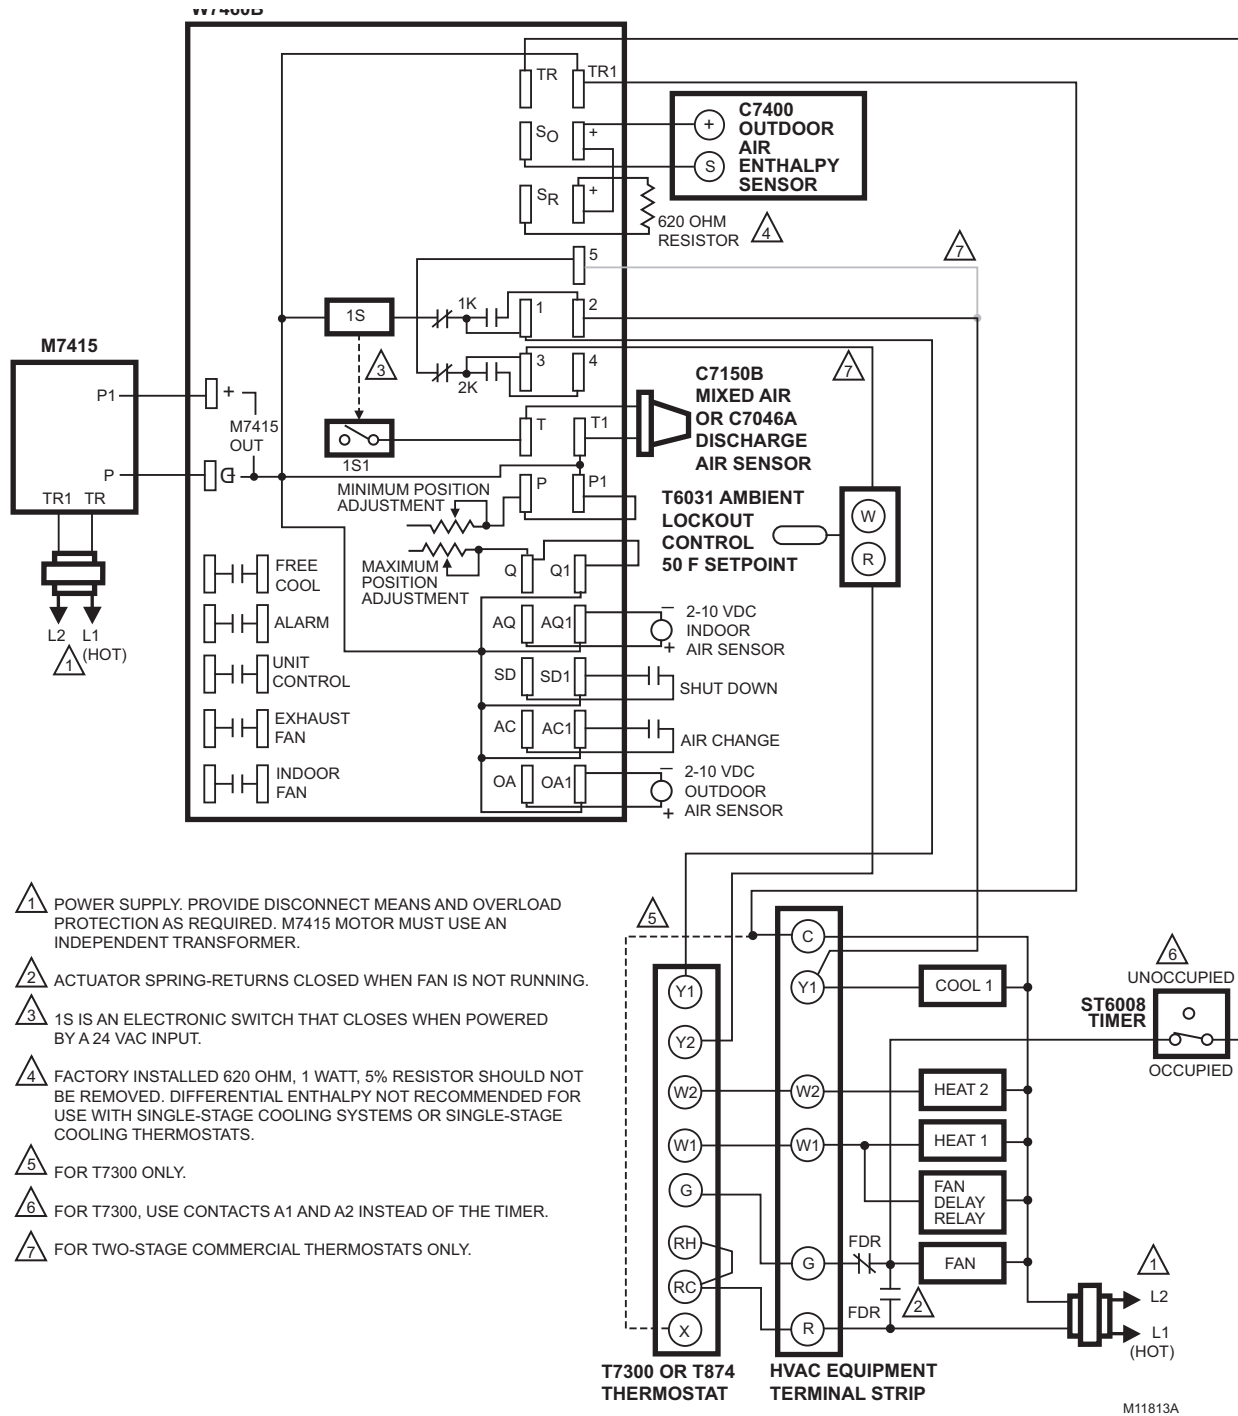 W7460B
TR
TR1
SO
+
SR
+
C7400
OUTDOOR
AIR
ENTHALPY
SENSOR
+
S
620 OHM
RESISTOR
4
7
5
1S
1K
1
2
3
2K
3
4
7
M7415
P1
P
TR1 TR
L2 L1
(HOT)
1
+
M7415
OUT
1S1
T
T1
C7150B
MIXED AIR
OR C7046A
DISCHARGE
AIR SENSOR
MINIMUM POSITION
ADJUSTMENT
P
P1
T6031 AMBIENT
LOCKOUT
CONTROL
50 F SETPOINT
W
R
MAXIMUM
POSITION
ADJUSTMENT
Q
Q1
FREE
COOL
ALARM
UNIT
CONTROL
EXHAUST
FAN
INDOOR
FAN
AQ
AQ1
–
+
2-10 VDC
INDOOR
AIR SENSOR
SD
SD1
SHUT DOWN
AC
AC1
AIR CHANGE
OA
OA1
–
+
2-10 VDC
OUTDOOR
AIR SENSOR
1 POWER SUPPLY. PROVIDE DISCONNECT MEANS AND OVERLOAD
PROTECTION AS REQUIRED. M7415 MOTOR MUST USE AN
INDEPENDENT TRANSFORMER.
2 ACTUATOR SPRING-RETURNS CLOSED WHEN FAN IS NOT RUNNING.
3 1S IS AN ELECTRONIC SWITCH THAT CLOSES WHEN POWERED
BY A 24 VAC INPUT.
4 FACTORY INSTALLED 620 OHM, 1 WATT, 5% RESISTOR SHOULD NOT
BE REMOVED. DIFFERENTIAL ENTHALPY NOT RECOMMENDED FOR
USE WITH SINGLE-STAGE COOLING SYSTEMS OR SINGLE-STAGE
COOLING THERMOSTATS.
5 FOR T7300 ONLY.
6 FOR T7300, USE CONTACTS A1 AND A2 INSTEAD OF THE TIMER.
7 FOR TWO-STAGE COMMERCIAL THERMOSTATS ONLY.
5
Y1
Y2
W2
W1
G
RH
RC
X
T7300 OR T874
THERMOSTAT
C
Y1
W2
W1
G
R
HVAC EQUIPMENT
TERMINAL STRIP
COOL 1
HEAT 2
HEAT 1
FAN
DELAY
RELAY
FAN
FDR
FDR
2
6
UNOCCUPIED
ST6008
TIMER
OCCUPIED
1
L2
L1
(HOT)
M11813A